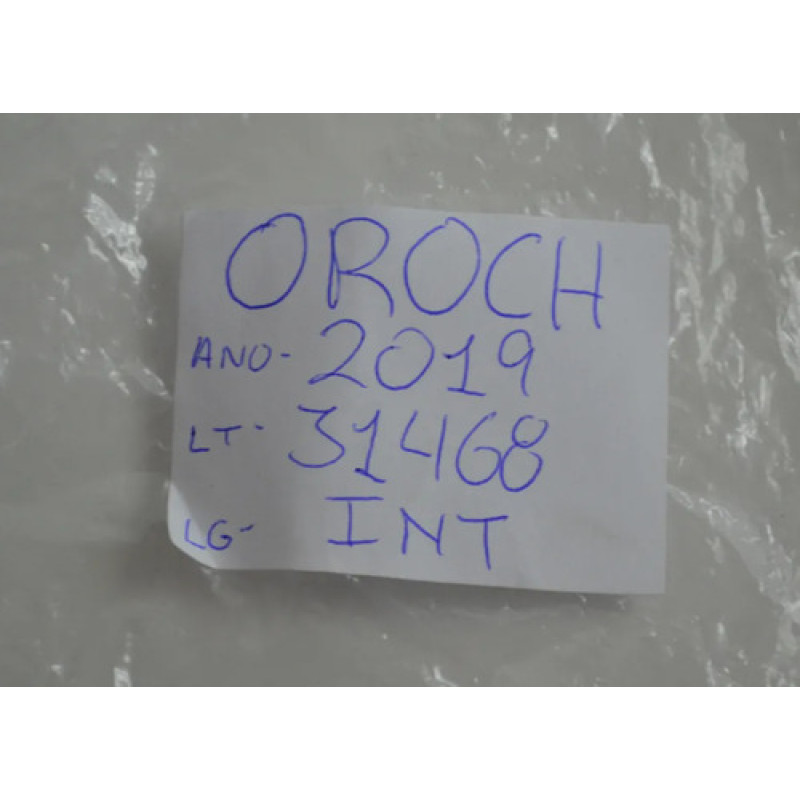 OROCH
ANO- 2019
LT- 31468
LG- INT